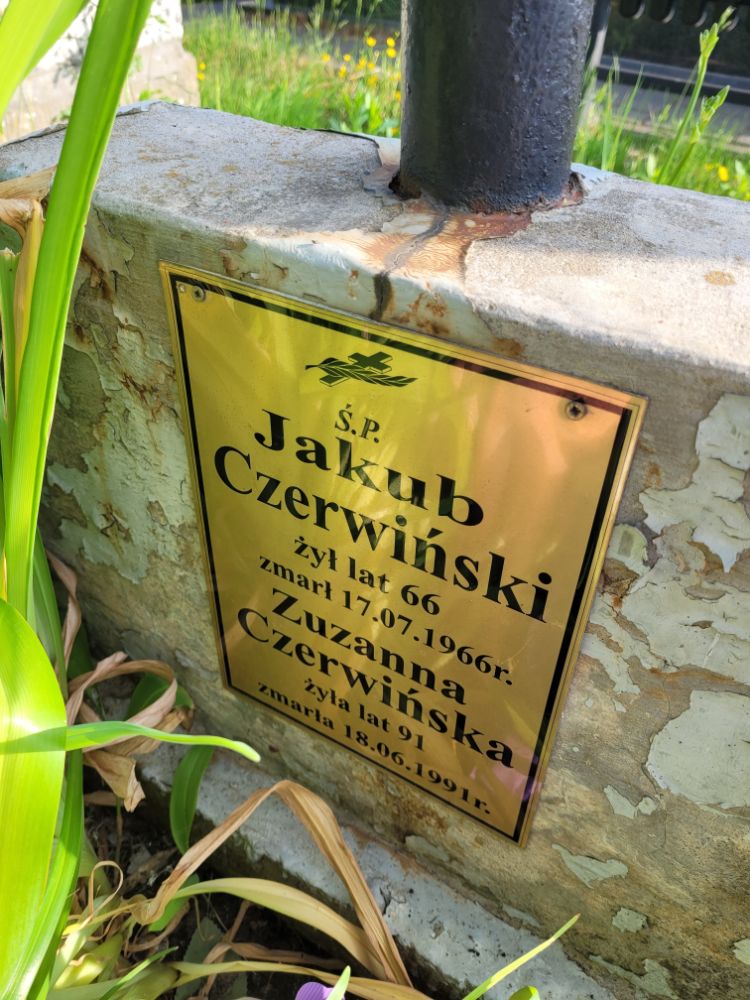 Ś.P.
Jakub
Czerwiński
żył lat 66
zmarł 17.07.1966r.
Zuzanna
Czerwińska
żyła lat 91
zmarła 18.06.1991r.